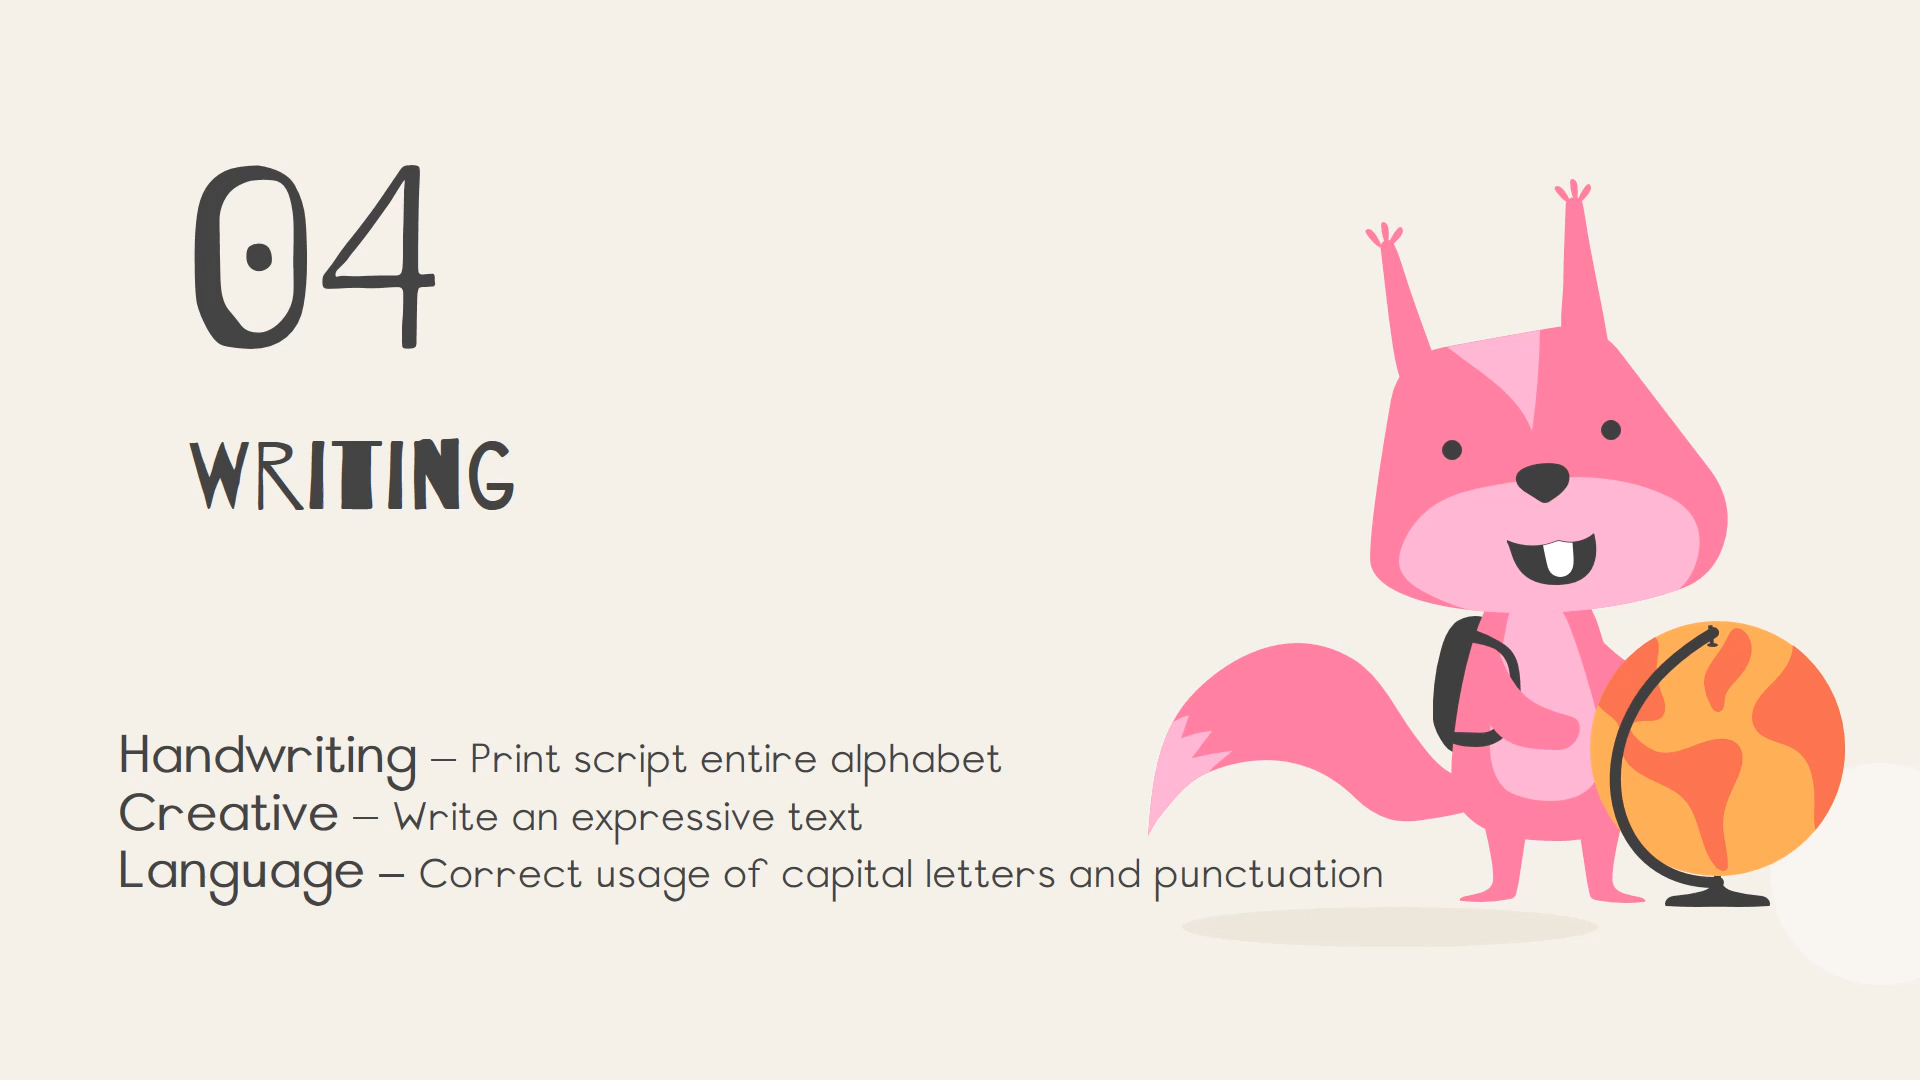 04
WRITING
Handwriting – Print script entire alphabet
Creative – Write an expressive text
Language – Correct usage of capital letters and punctuation